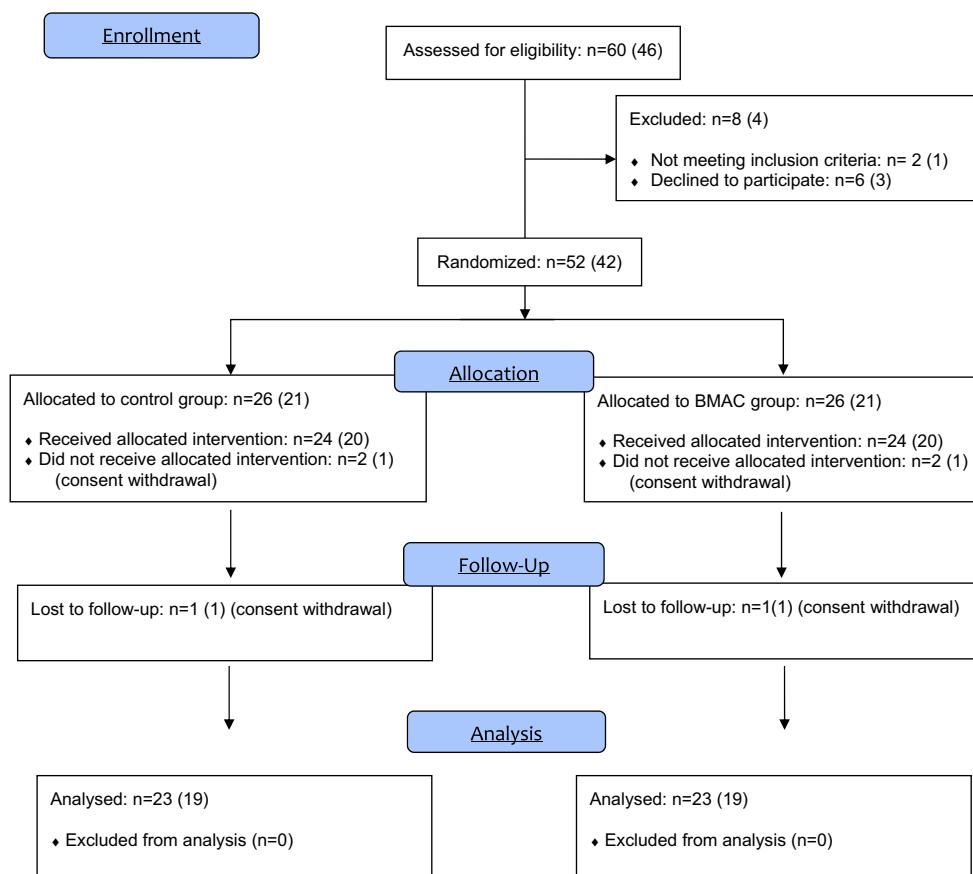 Enrollment
Assessed for eligibility: n=60 (46)
Excluded: n=8 (4)
♦ Not meeting inclusion criteria: n= 2 (1)
♦ Declined to participate: n=6 (3)
Randomized: n=52 (42)
Allocation
Allocated to control group: n=26 (21)
♦ Received allocated intervention: n=24 (20)
♦ Did not receive allocated intervention: n=2 (1)
(consent withdrawal)
Allocated to BMAC group: n=26 (21)
♦ Received allocated intervention: n=24 (20)
♦ Did not receive allocated intervention: n=2 (1)
(consent withdrawal)
Follow-Up
Lost to follow-up: n=1 (1) (consent withdrawal)
Lost to follow-up: n=1(1) (consent withdrawal)
Analysis
Analysed: n=23 (19)
♦ Excluded from analysis (n=0)
Analysed: n=23 (19)
♦ Excluded from analysis (n=0)